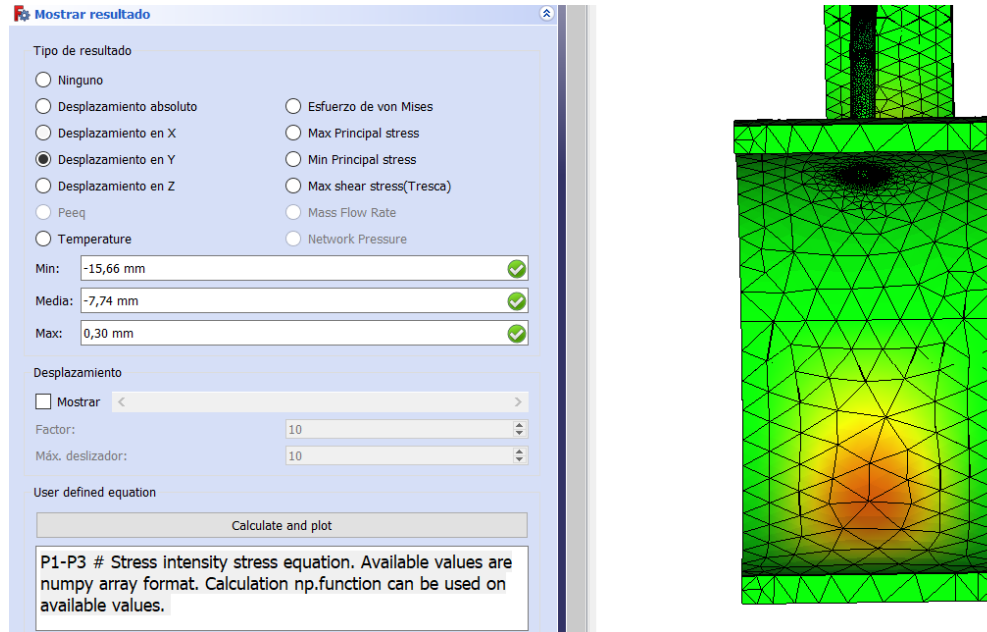 Mostrar resultado
Tipo de resultado
Ninguno
Desplazamiento absoluto
Esfuerzo de von Mises
Desplazamiento en X
Max Principal stress
Desplazamiento en Y
Min Principal stress
Desplazamiento en Z
Max shear stress(Tresca)
Peeq
Mass Flow Rate
Temperature
Network Pressure
Min: -15,66 mm
Media: -7,74 mm
Max: 0,30 mm
Desplazamiento
Mostrar
Factor: 10
Máx. deslizador: 10
User defined equation
Calculate and plot
P1-P3 # Stress intensity stress equation. Available values are
numpy array format. Calculation np.function can be used on
available values.